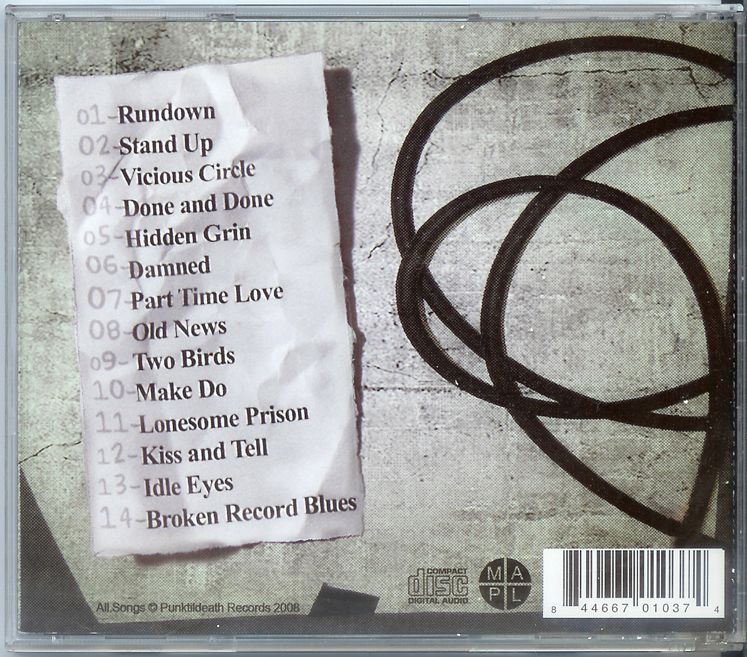 01-Rundown
02-Stand Up
03-Vicious Circle
04-Done and Done
05-Hidden Grin
06-Damned
07-Part Time Love
08-Old News
09-Two Birds
10-Make Do
11-Lonesome Prison
12-Kiss and Tell
13-Idle Eyes
14-Broken Record Blues
All Songs © Punktildeath Records 2008
COMPACT
disc
DIGITAL AUDIO
M A
P L
8 44667 01037 4